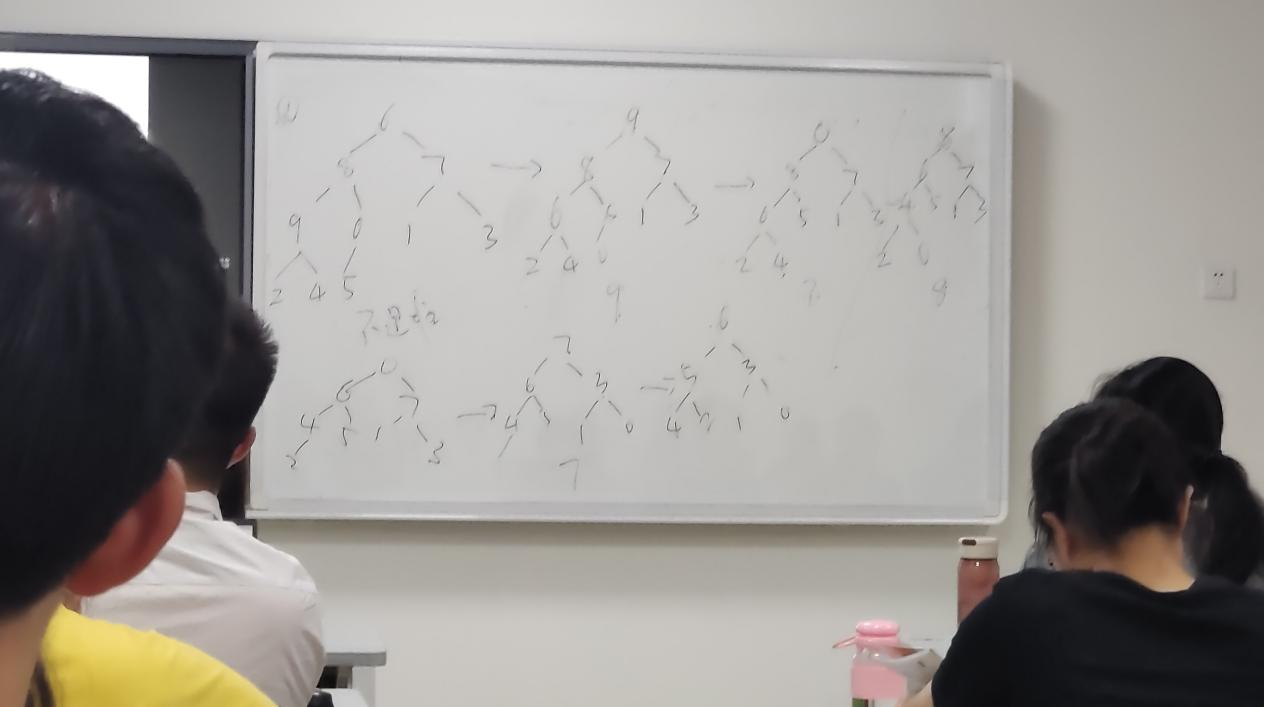 6 9 0 8
8 7 → 8 7 → 8 7 6 7
9 0 1 3 6 5 1 3 6 5 1 3 4 5 1 3
2 4 5 2 4 0 2 4 2 0
9 8
0 7 6
6 7 → 6 3 → 5 3
4 5 1 3 4 5 1 0 4 2 1 0
2
7